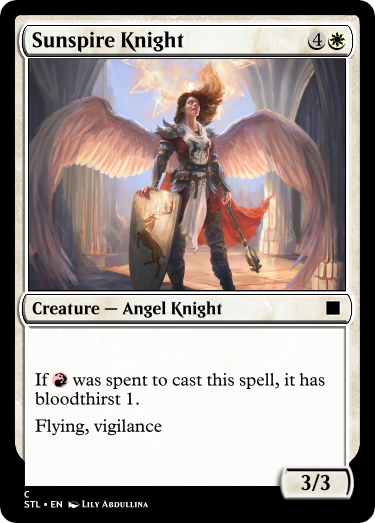 Sunspire Knight 4
Creature — Angel Knight
If was spent to cast this spell, it has
bloodthirst 1.
Flying, vigilance
3/3
C
STL • EN Lily Abdullina